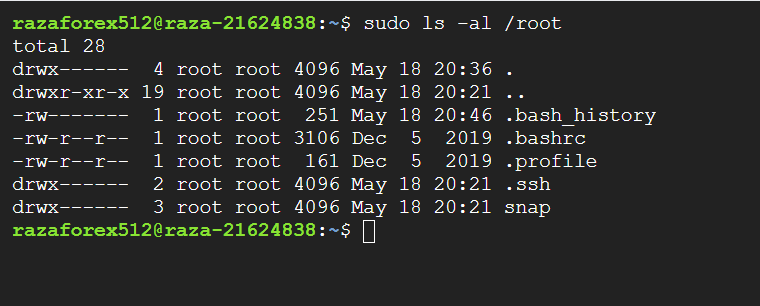 razaforex512@raza-21624838:~$ sudo ls -al /root
total 28
drwx------  4 root root 4096 May 18 20:36 .
drwxr-xr-x 19 root root 4096 May 18 20:21 ..
-rw-------  1 root root  251 May 18 20:46 .bash_history
-rw-r--r--  1 root root 3106 Dec  5  2019 .bashrc
-rw-r--r--  1 root root  161 Dec  5  2019 .profile
drwx------  2 root root 4096 May 18 20:21 .ssh
drwx------  3 root root 4096 May 18 20:21 snap
razaforex512@raza-21624838:~$